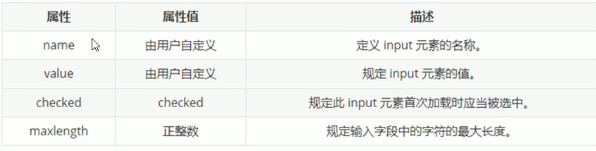 属性 属性值 描述
name 由用户自定义 定义 input 元素的名称。
value 由用户自定义 规定 input 元素的值。
checked checked 规定此 input 元素首次加载时应当被选中。
maxlength 正整数 规定输入字段中的字符的最大长度。